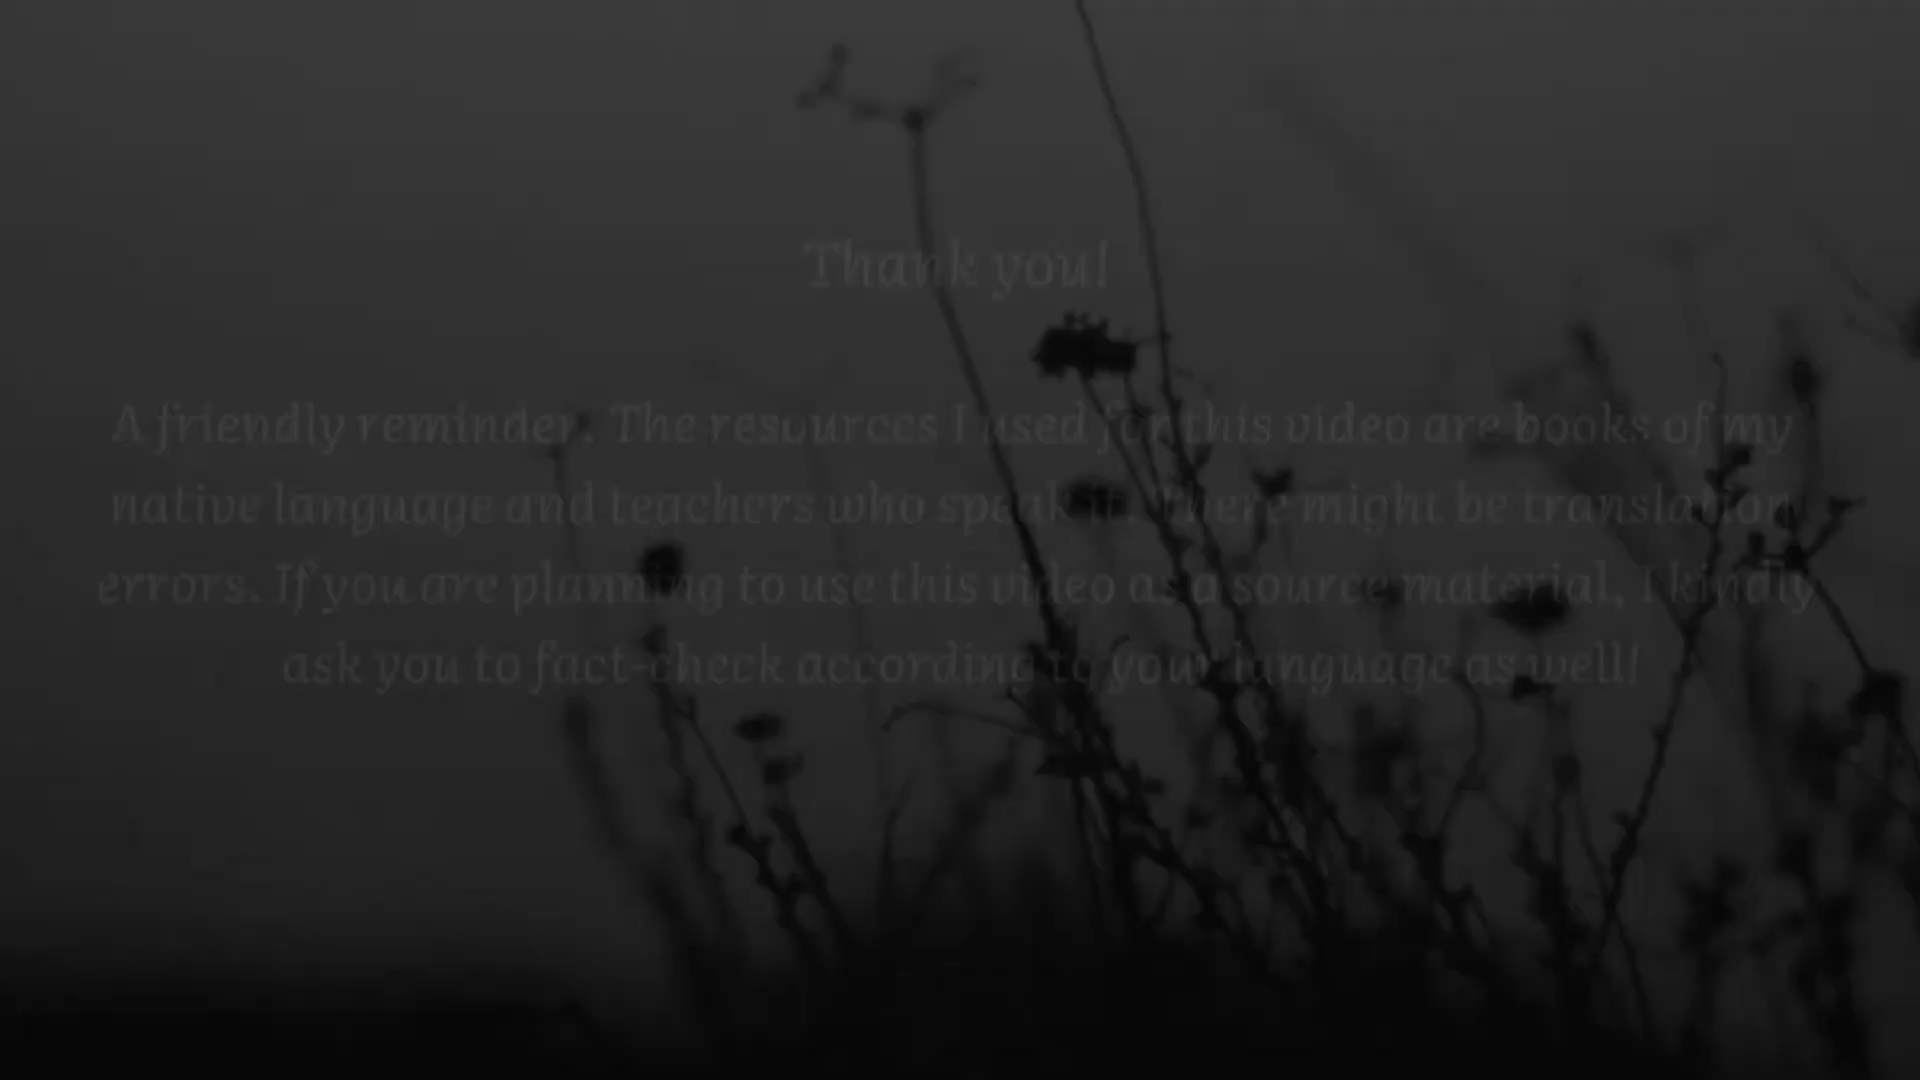 Thank you!
A friendly reminder. The resources I used for this video are books of my
native language and teachers who speak it. There might be translation
errors. If you are planning to use this video as a source material, I kindly
ask you to fact-check according to your language as well!